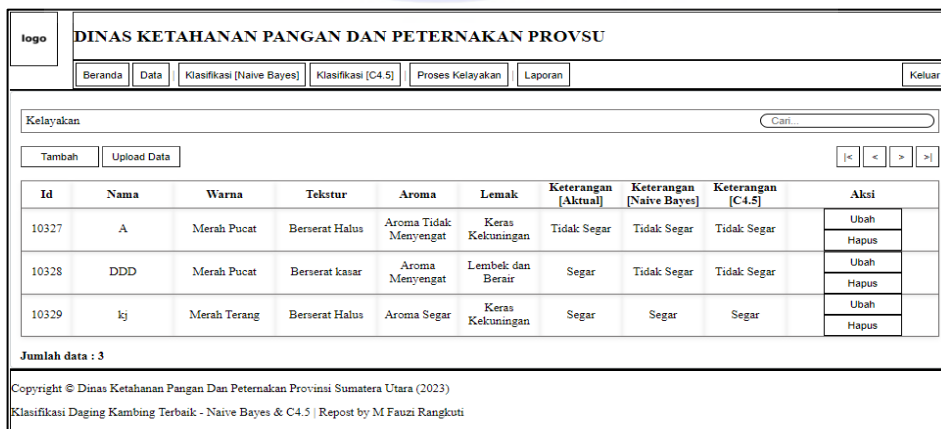 logo
DINAS KETAHANAN PANGAN DAN PETERNAKAN PROVSU
Beranda Data | Klasifikasi [Naive Bayes] Klasifikasi [C4.5] | Proses Kelayakan | Laporan Keluar
Kelayakan Cari...
Tambah Upload Data |< < > >|
Id Nama Warna Tekstur Aroma Lemak Keterangan [Aktual] Keterangan [Naive Bayes] Keterangan [C4.5] Aksi
10327 A Merah Pucat Berserat Halus Aroma Tidak Menyengat Keras Kekuningan Tidak Segar Tidak Segar Tidak Segar Ubah Hapus
10328 DDD Merah Pucat Berserat kasar Aroma Menyengat Lembek dan Berair Segar Tidak Segar Tidak Segar Ubah Hapus
10329 kj Merah Terang Berserat Halus Aroma Segar Keras Kekuningan Segar Segar Segar Ubah Hapus
Jumlah data : 3
Copyright © Dinas Ketahanan Pangan Dan Peternakan Provinsi Sumatera Utara (2023)
Klasifikasi Daging Kambing Terbaik - Naive Bayes & C4.5 | Repost by M Fauzi Rangkuti